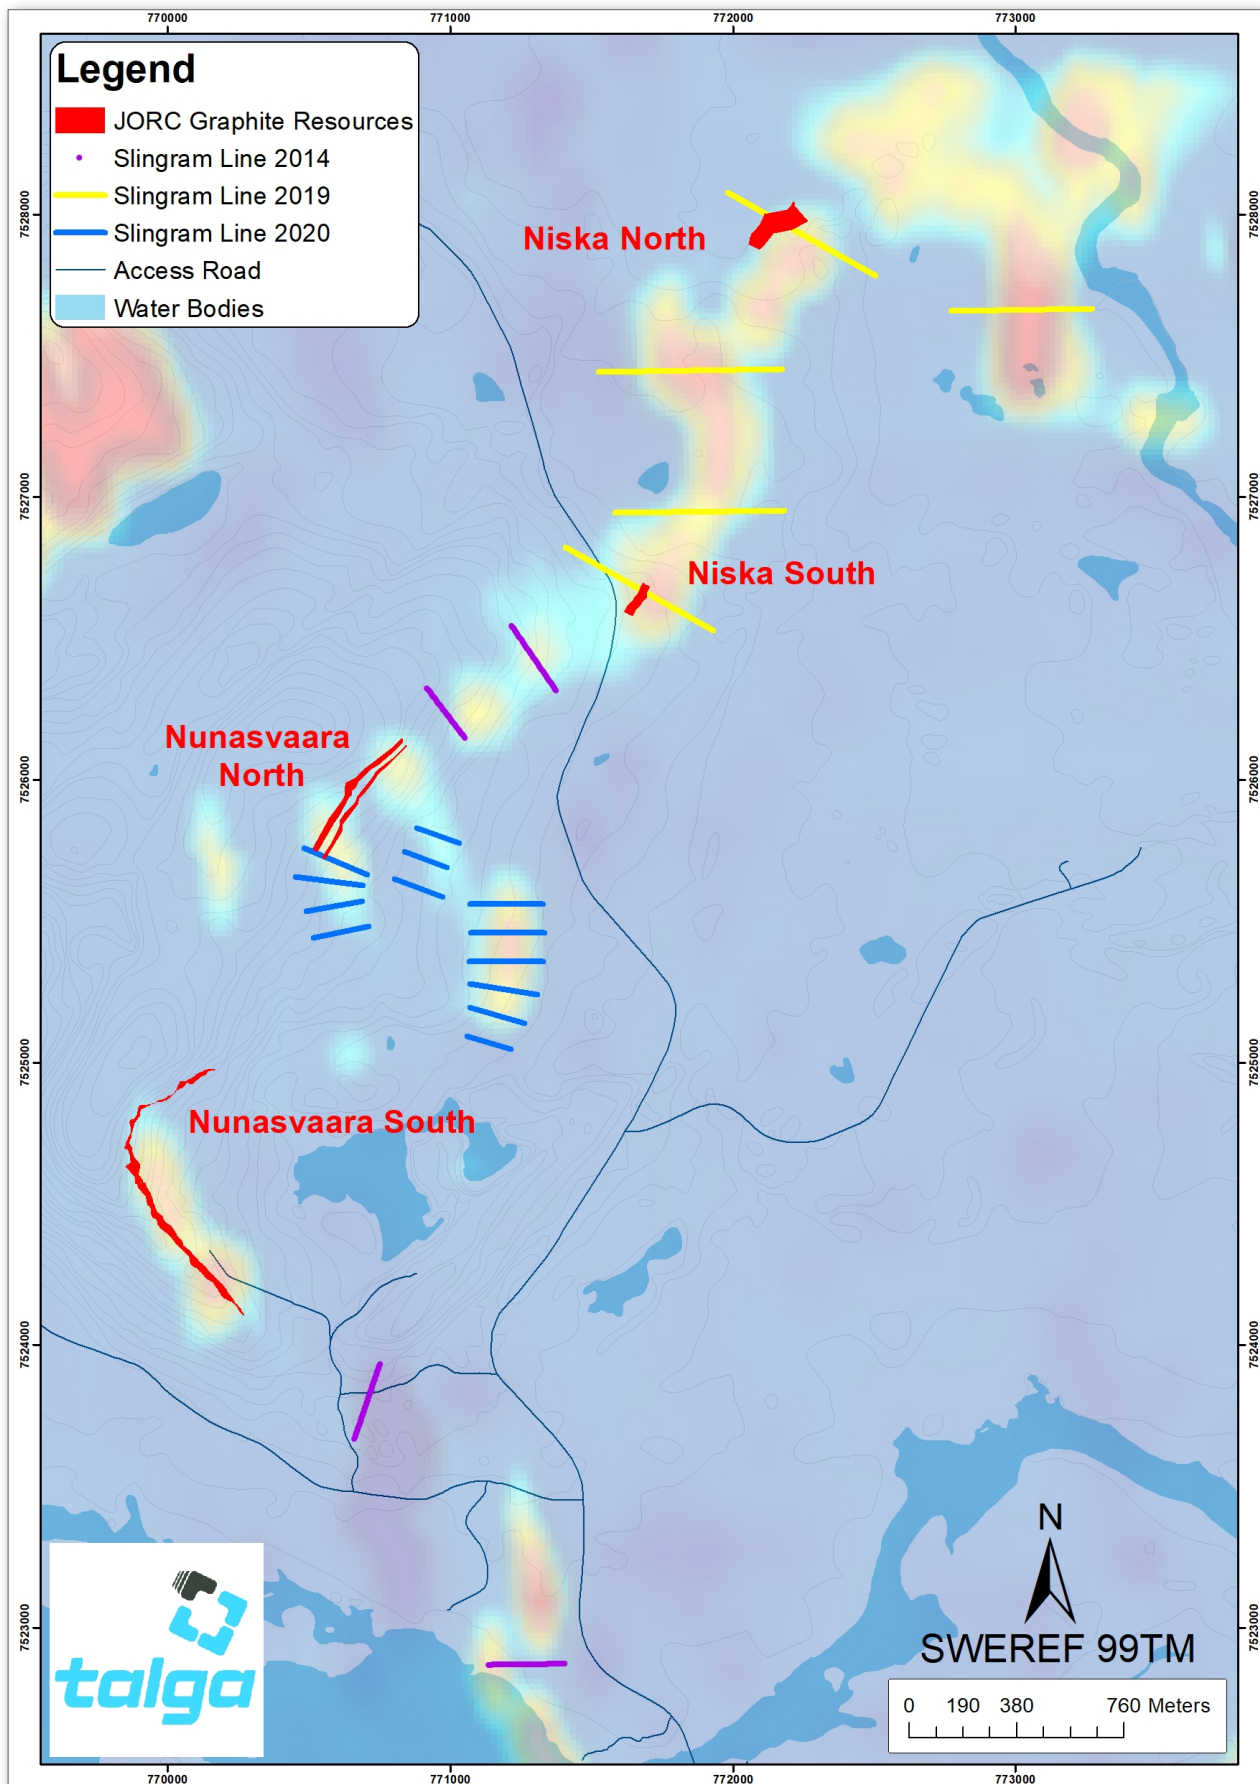 770000 771000 772000 773000
Legend
JORC Graphite Resources
Slingram Line 2014
Slingram Line 2019
Slingram Line 2020
Access Road
Water Bodies
7528000 7528000
Niska North
7527000 7527000
Niska South
Nunasvaara
North
7526000 7526000
7525000 7525000
Nunasvaara South
7524000 7524000
N
SWEREF 99TM
7523000 7523000
talga
0 190 380 760 Meters
770000 771000 772000 773000